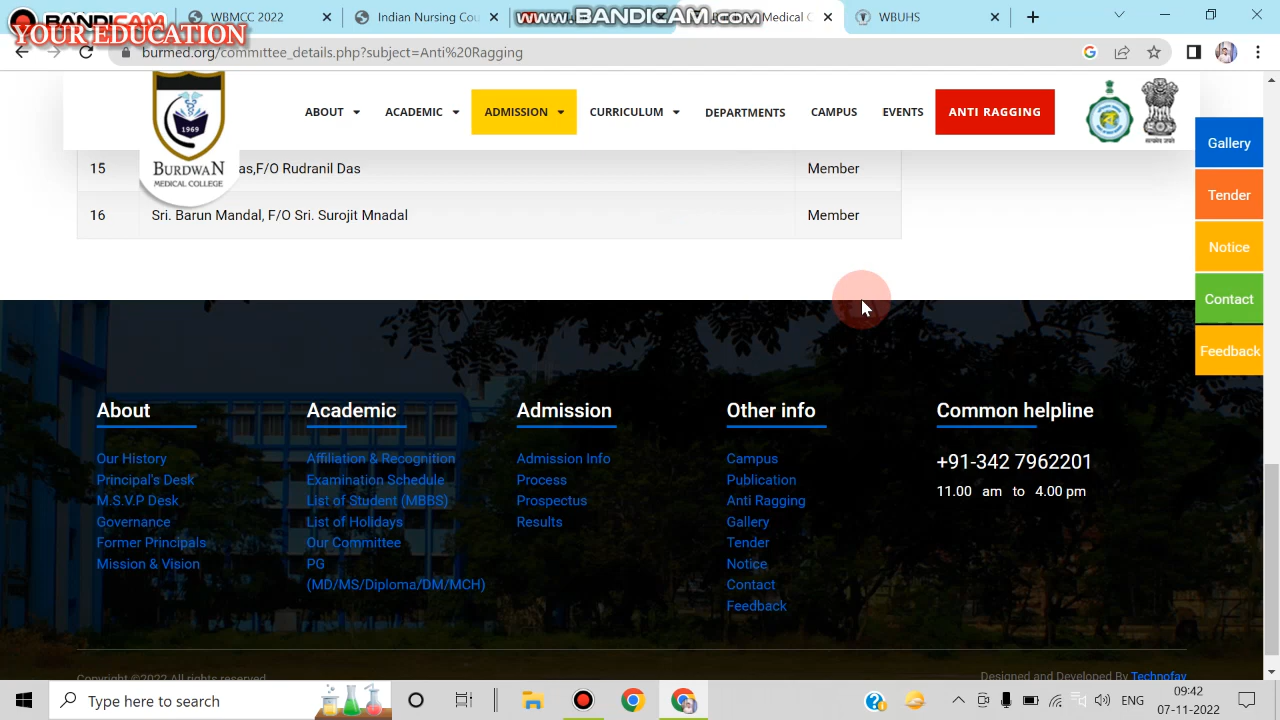 BANDICAM
www.BANDICAM.com
YOUR EDUCATION
WBMCC 2022
Indian Nursing Cou
Medical C
WBUHS
burmed.org/committee_details.php?subject=Anti%20Ragging
ABOUT
ACADEMIC
ADMISSION
CURRICULUM
DEPARTMENTS
CAMPUS
EVENTS
ANTI RAGGING
1969
BURDWAN
MEDICAL COLLEGE
15 as,F/O Rudranil Das Member
16 Sri. Barun Mandal, F/O Sri. Surojit Mnadal Member
Gallery
Tender
Notice
Contact
Feedback
About
Our History
Principal's Desk
M.S.V.P Desk
Governance
Former Principals
Mission & Vision
Academic
Affiliation & Recognition
Examination Schedule
List of Student (MBBS)
List of Holidays
Our Committee
PG
(MD/MS/Diploma/DM/MCH)
Admission
Admission Info
Process
Prospectus
Results
Other info
Campus
Publication
Anti Ragging
Gallery
Tender
Notice
Contact
Feedback
Common helpline
+91-342 7962201
11.00 am to 4.00 pm
Copyright ©2022 All rights reserved
Designed and Developed By Technofay
Type here to search
ENG
09:42
07-11-2022